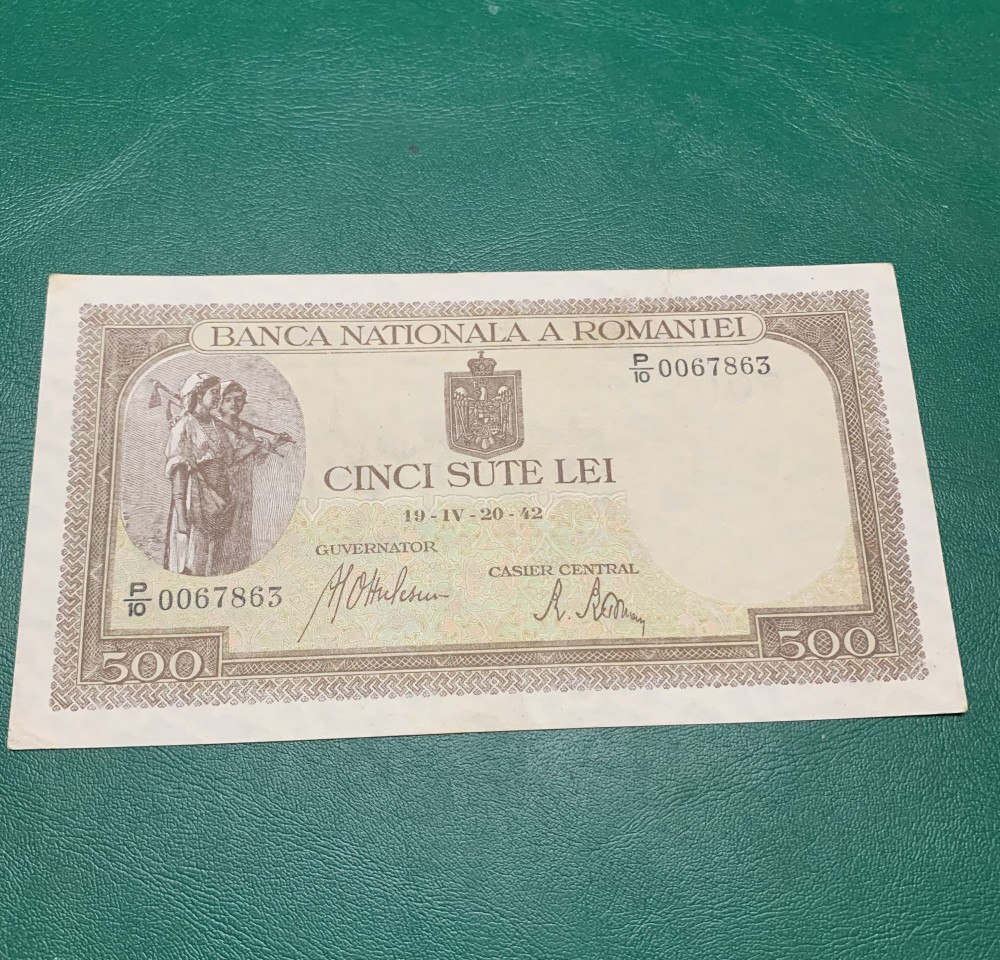 BANCA NATIONALA A ROMANIEI
P/10 0067863
CINCI SUTE LEI
19-IV-20-42
GUVERNATOR
CASIER CENTRAL
P/10 0067863
500
500